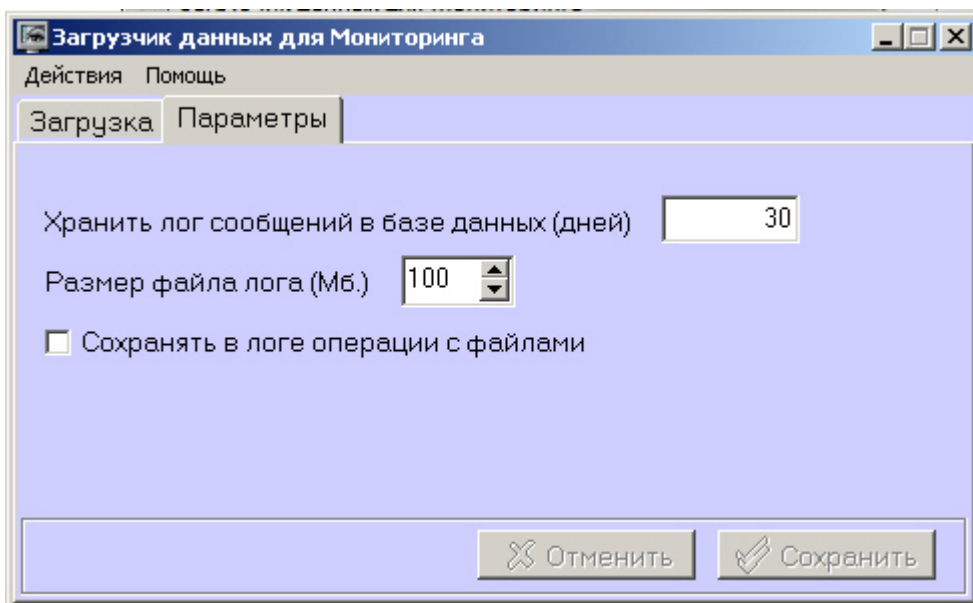 Загрузчик данных для Мониторинга
Действия Помощь
Загрузка Параметры
Хранить лог сообщений в базе данных (дней) 30
Размер файла лога (Мб.) 100
Сохранять в логе операции с файлами
Отменить Сохранить